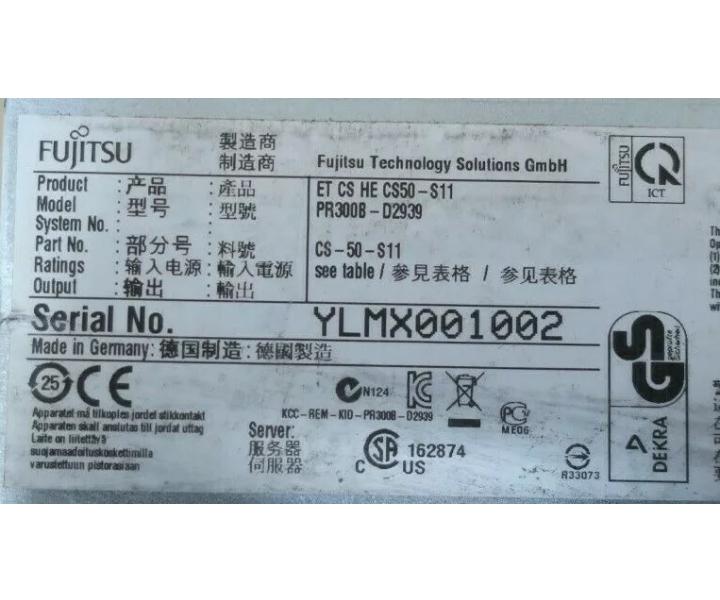 FUJITSU
製造商
制造商
Fujitsu Technology Solutions GmbH
FUJITSU
ICT
Product : 产品 : 產品 ET CS HE CS50-S11
Model : 型号 : 型號 PR300B-D2939
System No. : :
Part No. : 部分号 : 料號 CS-50-S11
Ratings : 输入电源 : 輸入電源 see table / 參見表格 / 参见表格
Output : 输出 : 輸出
Serial No. YLMX001002
Made in Germany: 德国制造: 德國製造
25 CE
N124
KCC-REM-KIO-PR300B-D2939
Apparatet må tilkoples jordet stikkontakt
Apparaten skall anslutas till jordat uttag
Laite on liitettävä
suojamaadoituskoskettimilla
varustettuun pistorasiaan
Server:
服务器
伺服器
C SA US 162874
PC
ME06
R33073
GS
geprüfte Sicherheit
DEKRA